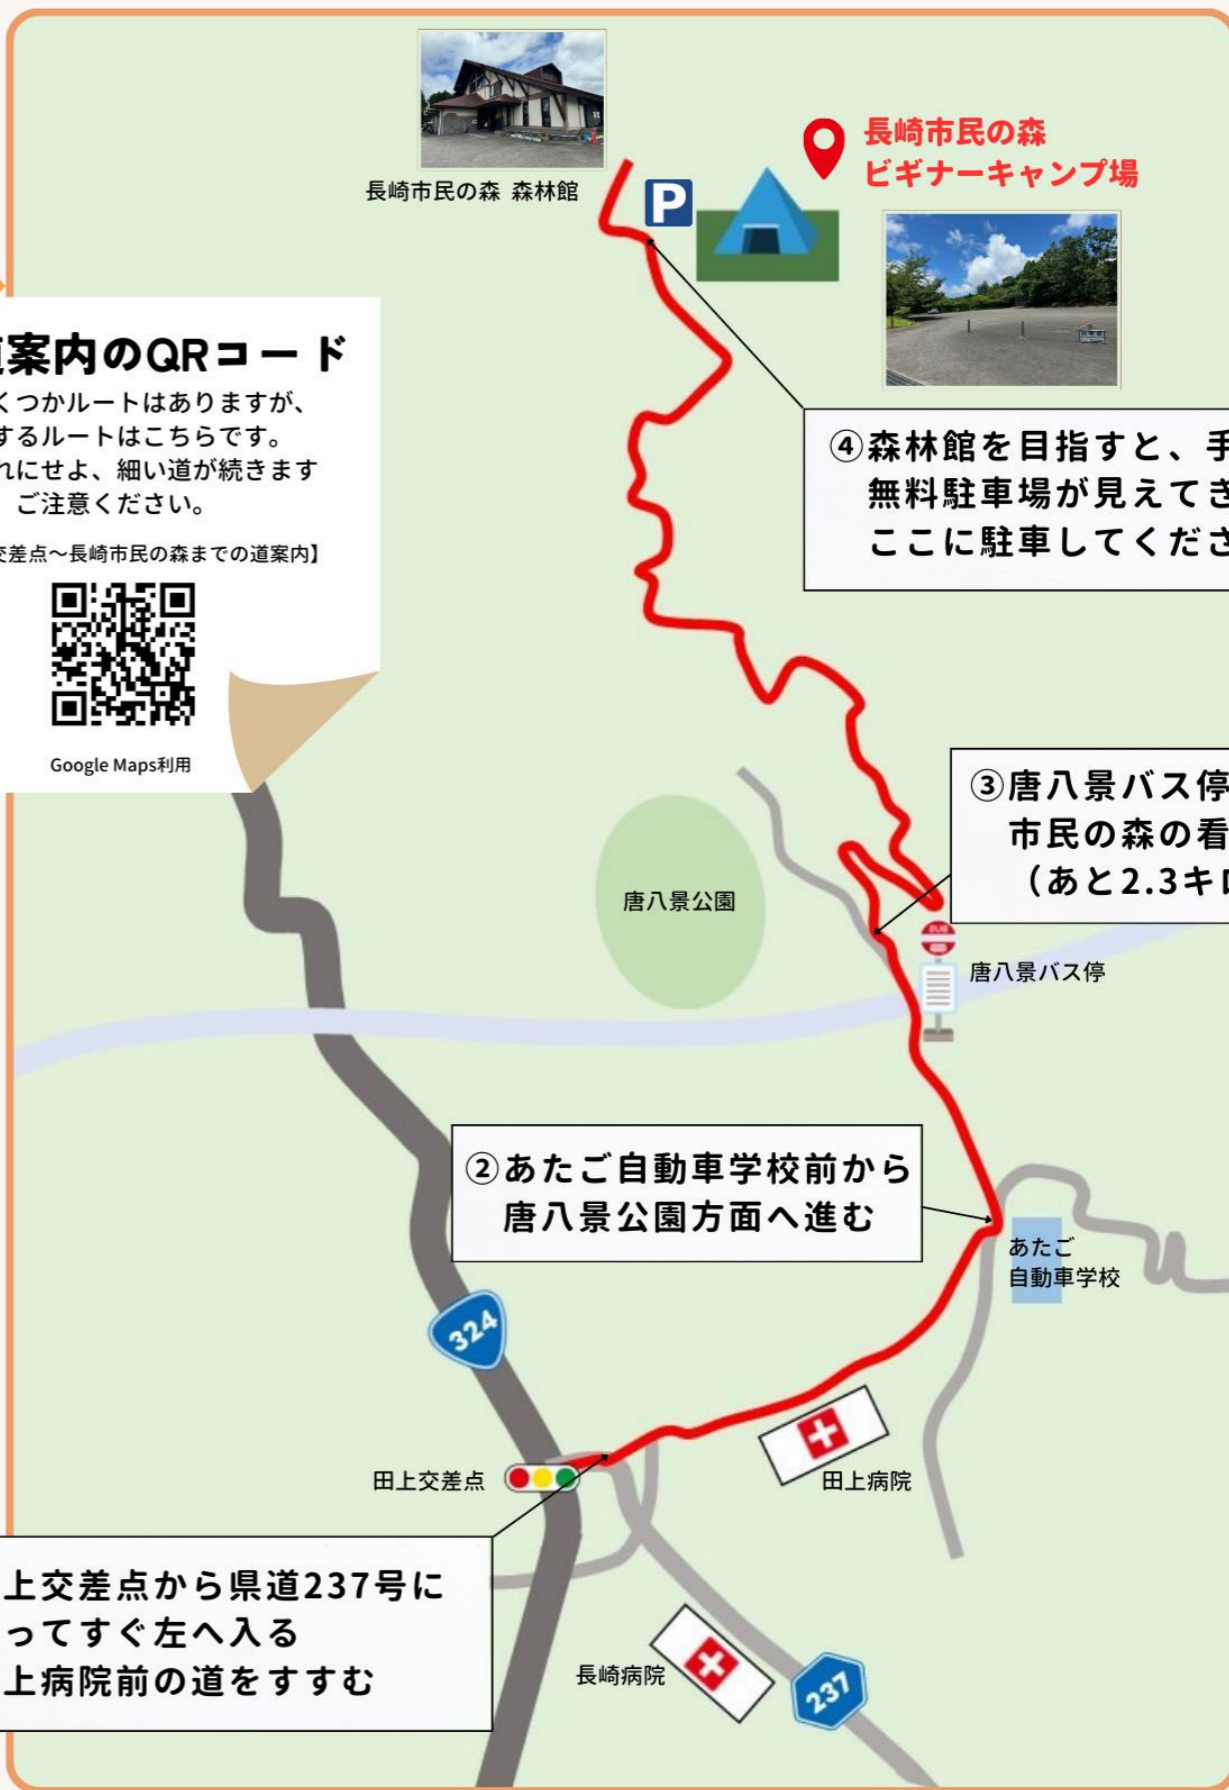 長崎市民の森 森林館
P
長崎市民の森
ビギナーキャンプ場
案内のQRコード
くつかルートはありますが、
するルートはこちらです。
れにせよ、細い道が続きます
ご注意ください。
交差点～長崎市民の森までの道案内】
Google Maps利用
④森林館を目指すと、手
無料駐車場が見えてき
ここに駐車してくださ
③唐八景バス停
市民の森の看
（あと2.3キロ
唐八景公園
唐八景バス停
②あたご自動車学校前から
唐八景公園方面へ進む
あたご
自動車学校
324
田上交差点
田上病院
上交差点から県道237号に
ってすぐ左へ入る
上病院前の道をすすむ
長崎病院
237